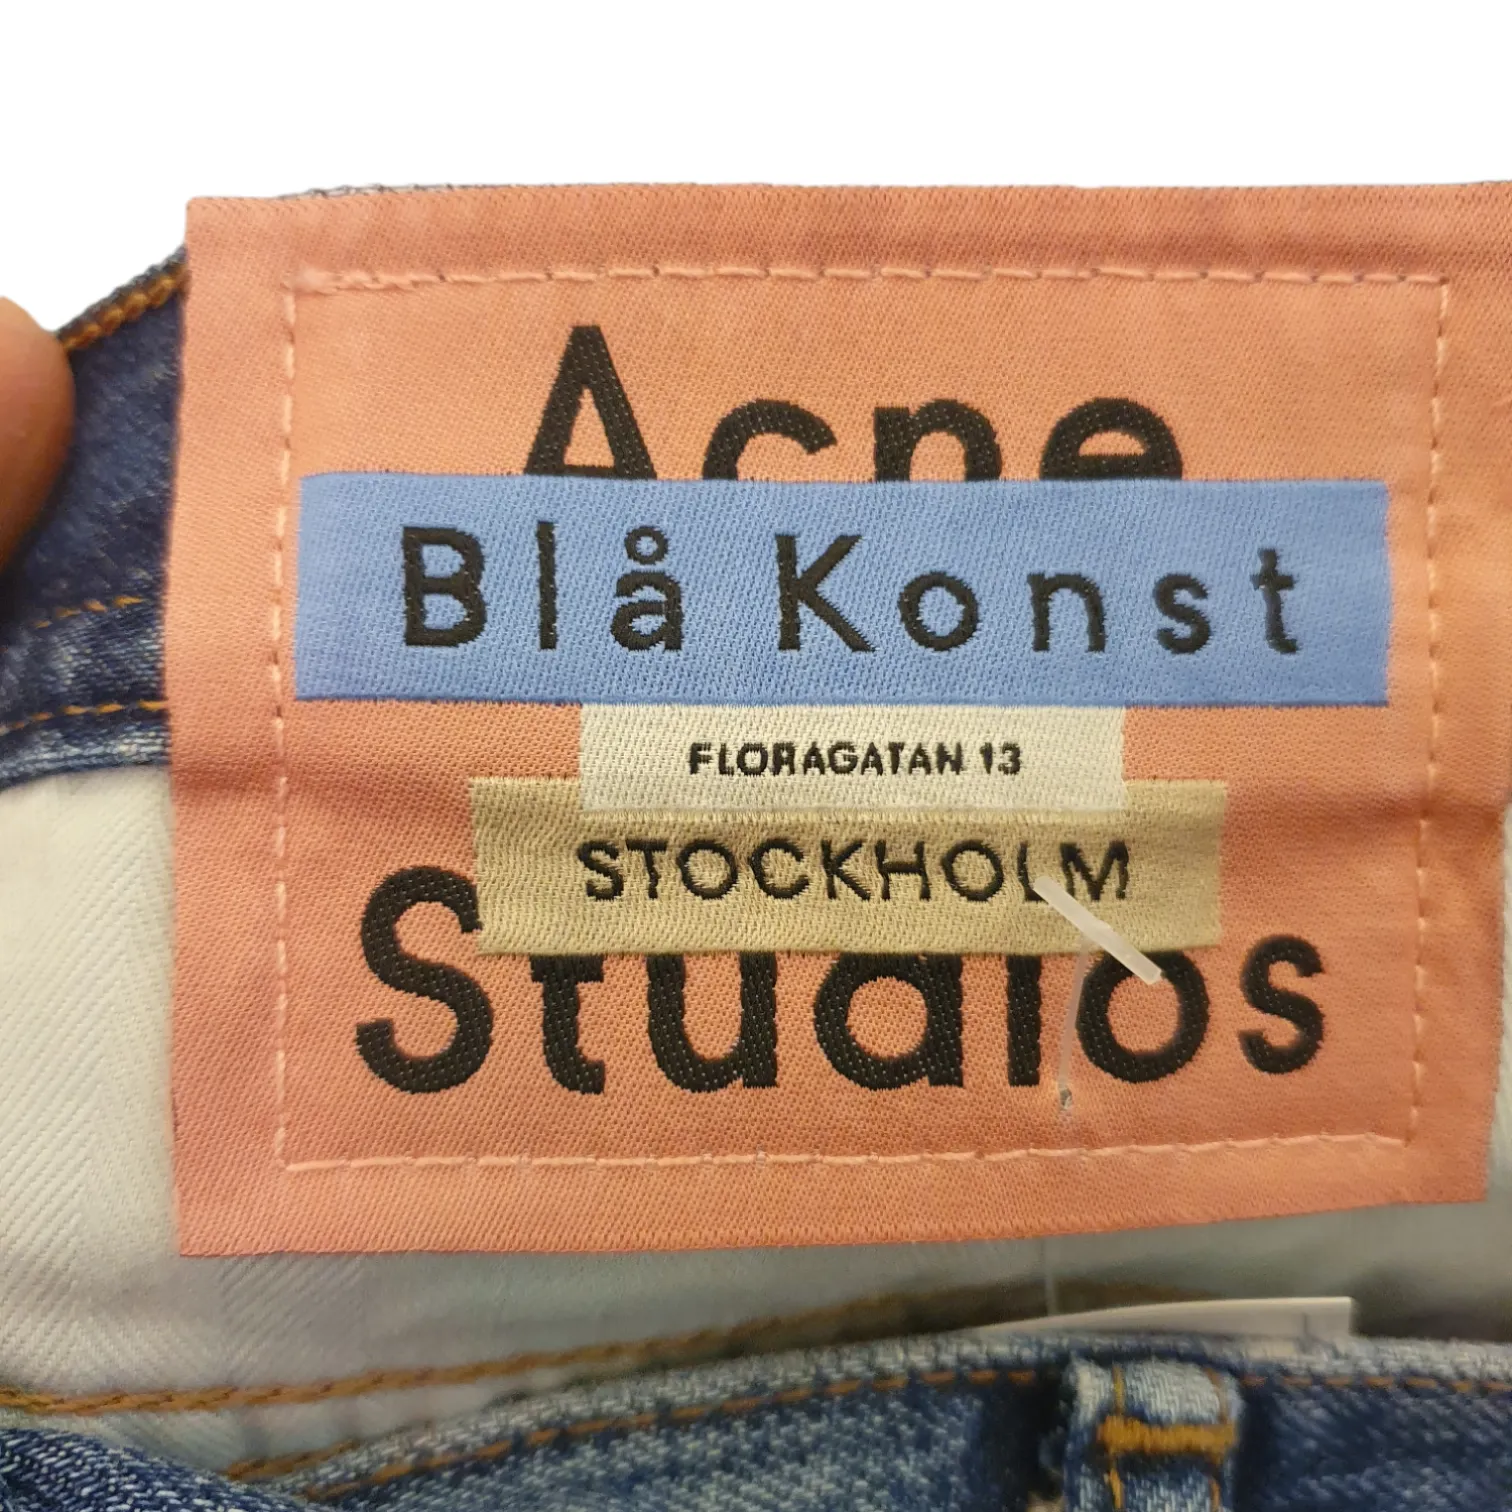 Acne
Blå Konst
FLORAGATAN 13
STOCKHOLM
Studios